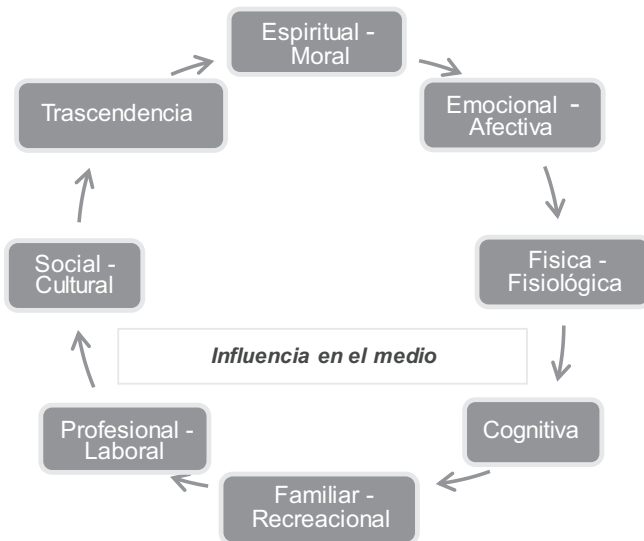 Espiritual -
Moral
Emocional -
Afectiva
Fisica -
Fisiológica
Cognitiva
Familiar -
Recreacional
Profesional -
Laboral
Social -
Cultural
Trascendencia
Influencia en el medio